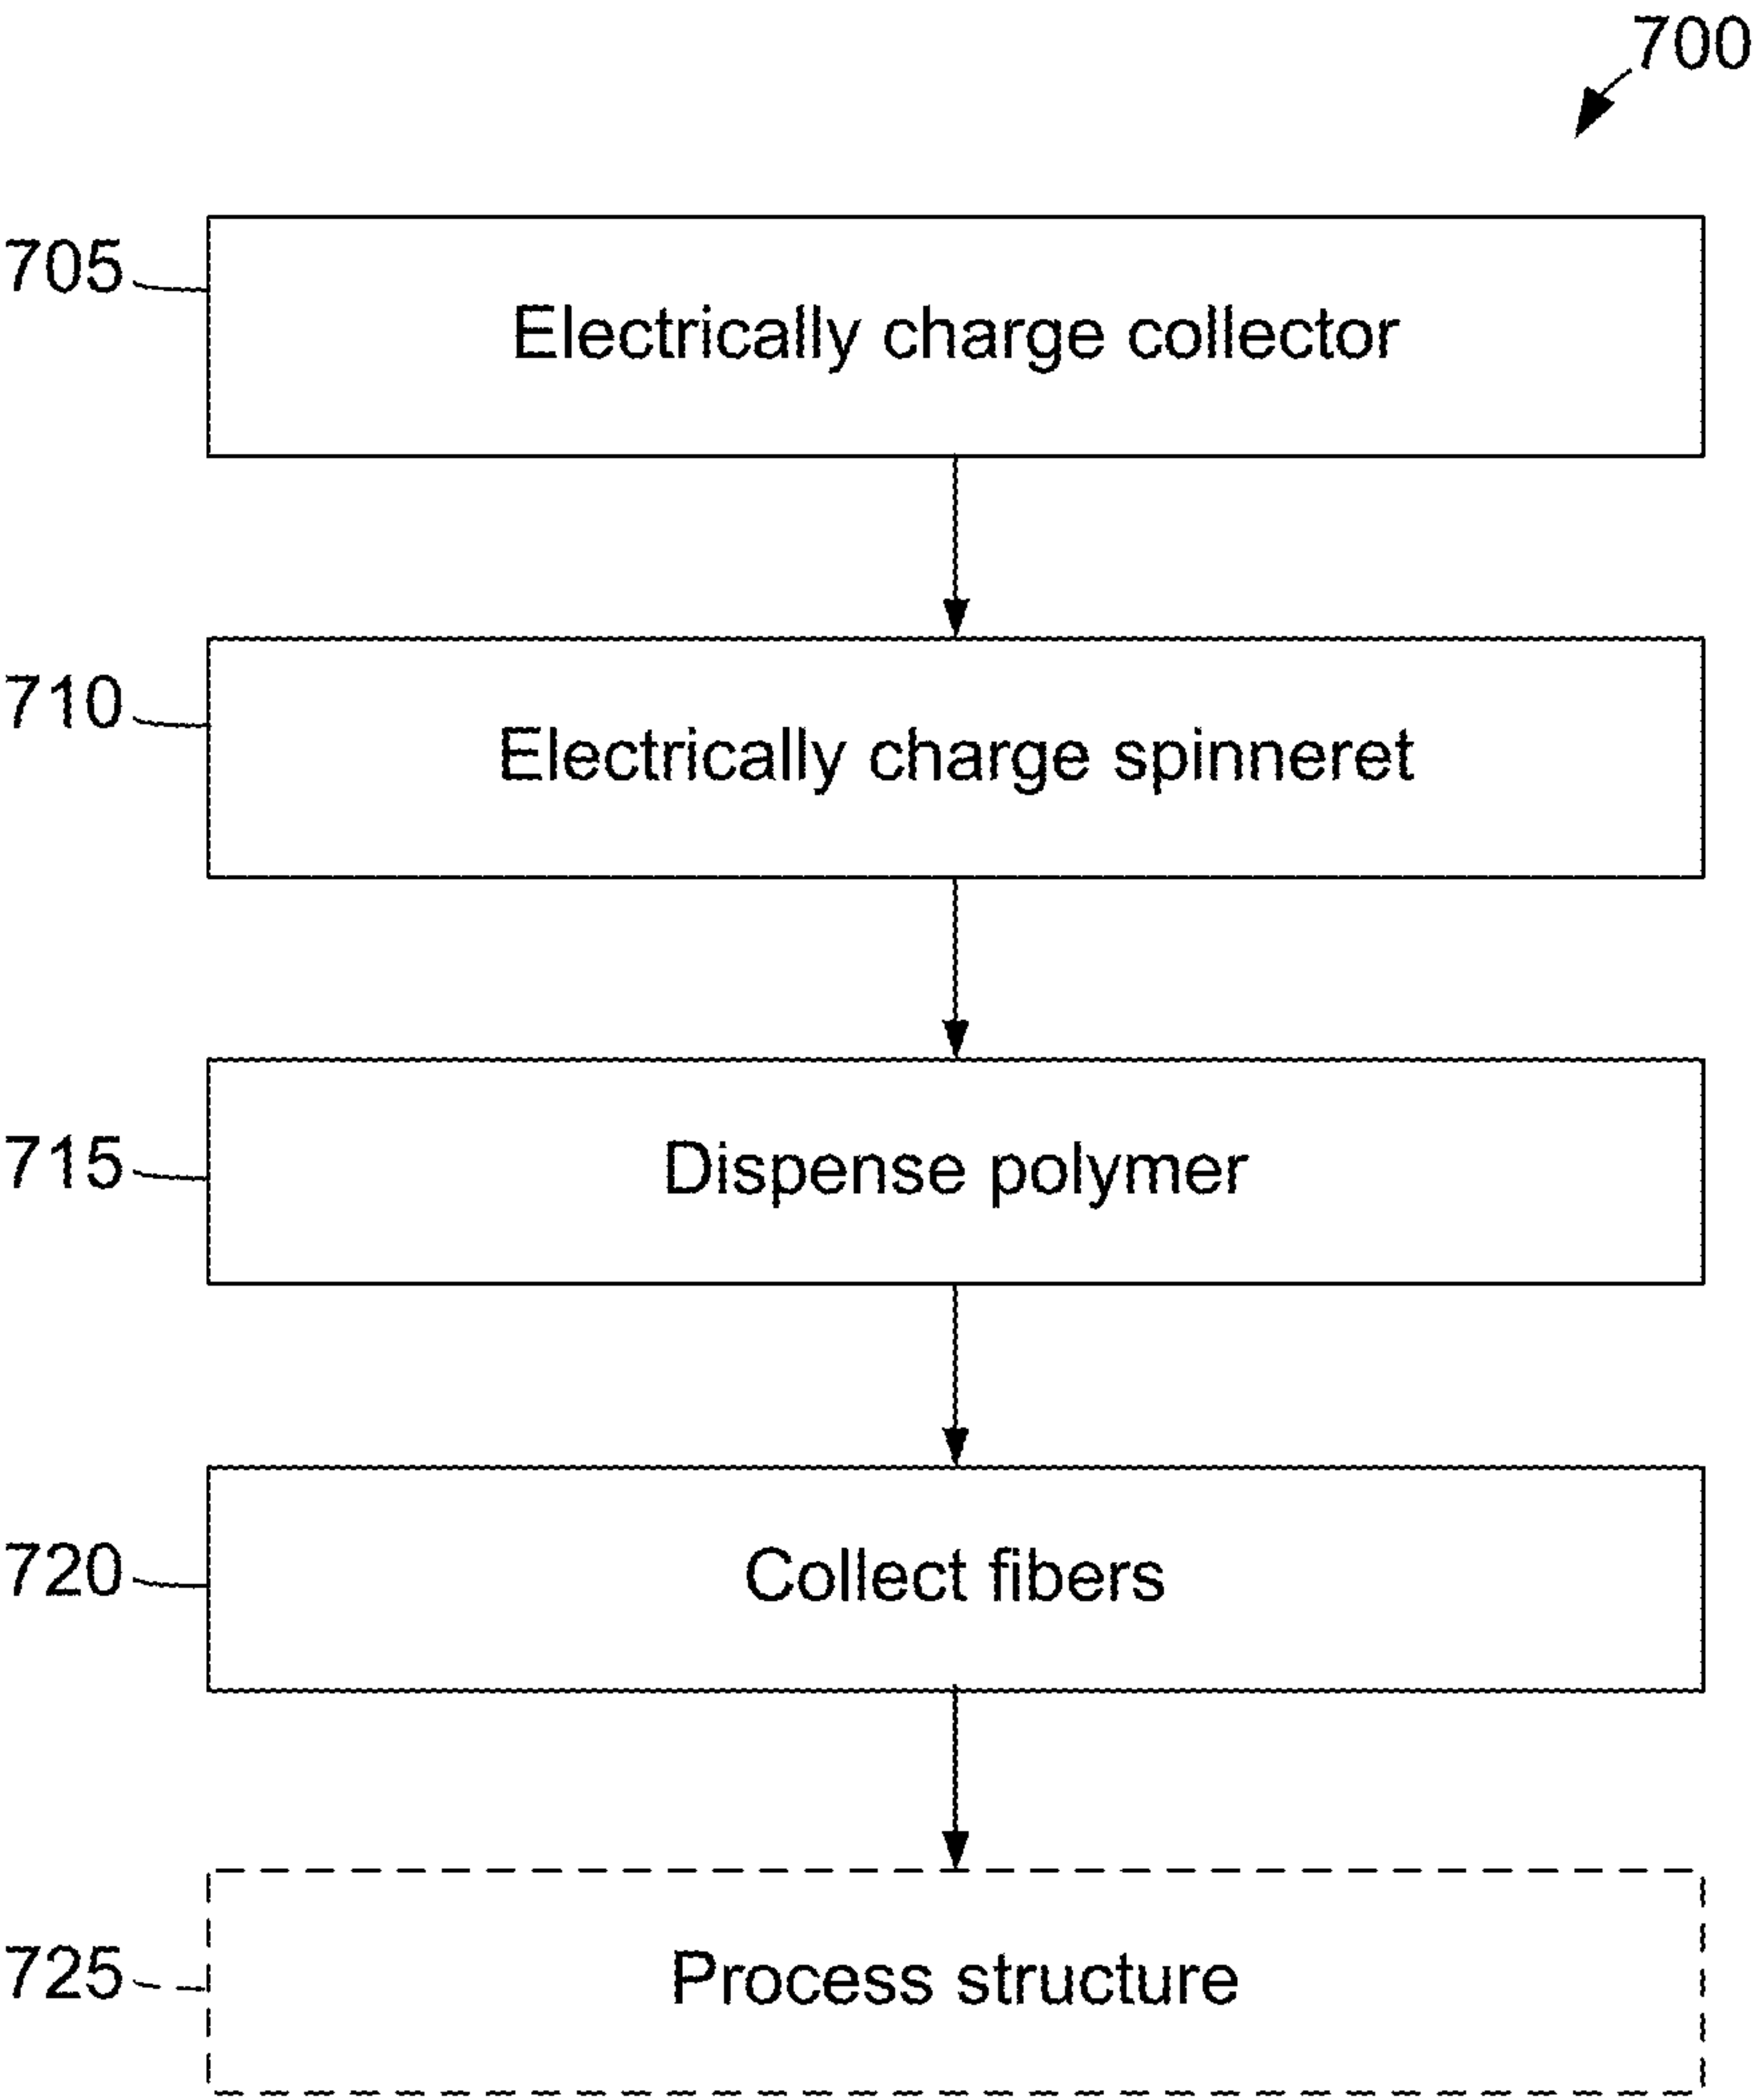 700
705
Electrically charge collector
710
Electrically charge spinneret
715
Dispense polymer
720
Collect fibers
725
Process structure